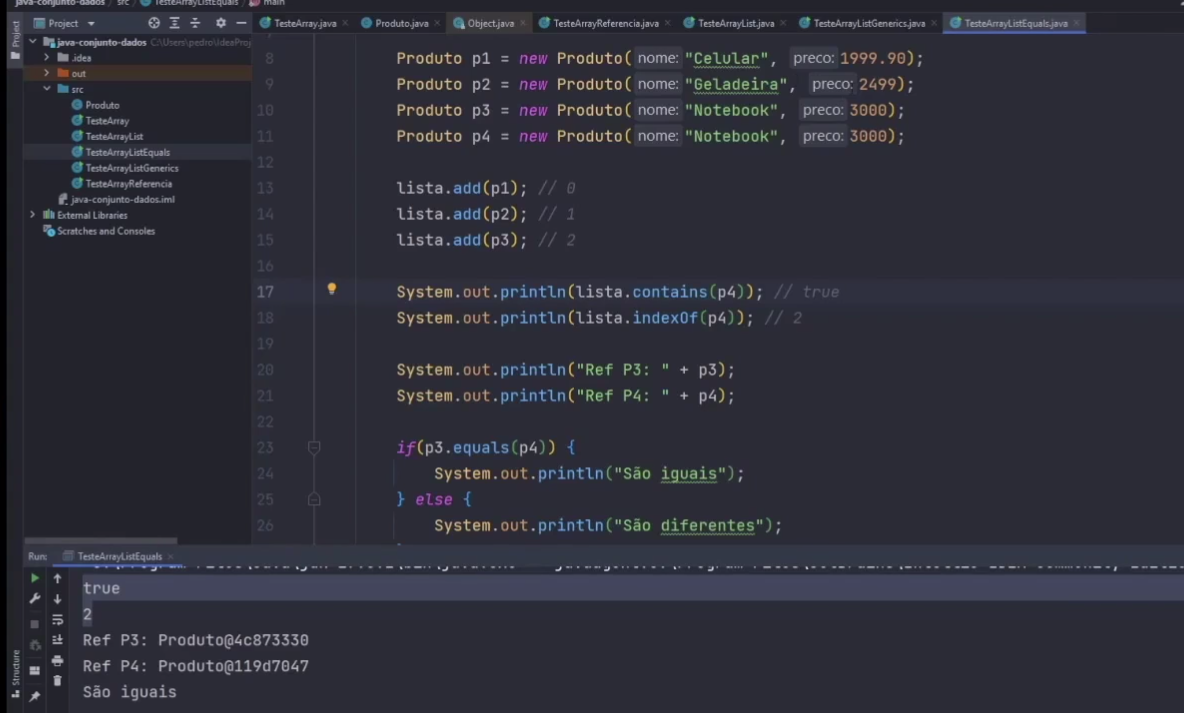 java-conjunto-dados src TesteArrayListEquals main
Project
TesteArray.java Produto.java Object.java TesteArrayReferencia.java TesteArrayList.java TesteArrayListGenerics.java TesteArrayListEquals.java
Project
java-conjunto-dados C:\Users\pedro\IdeaProj
.idea
out
src
Produto
TesteArray
TesteArrayList
TesteArrayListEquals
TesteArrayListGenerics
TesteArrayReferencia
java-conjunto-dados.iml
External Libraries
Scratches and Consoles
8 Produto p1 = new Produto( nome: "Celular", preco: 1999.90);
9 Produto p2 = new Produto( nome: "Geladeira", preco: 2499);
10 Produto p3 = new Produto( nome: "Notebook", preco: 3000);
11 Produto p4 = new Produto( nome: "Notebook", preco: 3000);
12
13 lista.add(p1); // 0
14 lista.add(p2); // 1
15 lista.add(p3); // 2
16
17 System.out.println(lista.contains(p4)); // true
18 System.out.println(lista.indexOf(p4)); // 2
19
20 System.out.println("Ref P3: " + p3);
21 System.out.println("Ref P4: " + p4);
22
23 if(p3.equals(p4)) {
24 System.out.println("São iguais");
25 } else {
26 System.out.println("São diferentes");
Run: TesteArrayListEquals
true
2
Ref P3: Produto@4c873330
Ref P4: Produto@119d7047
São iguais
Structure